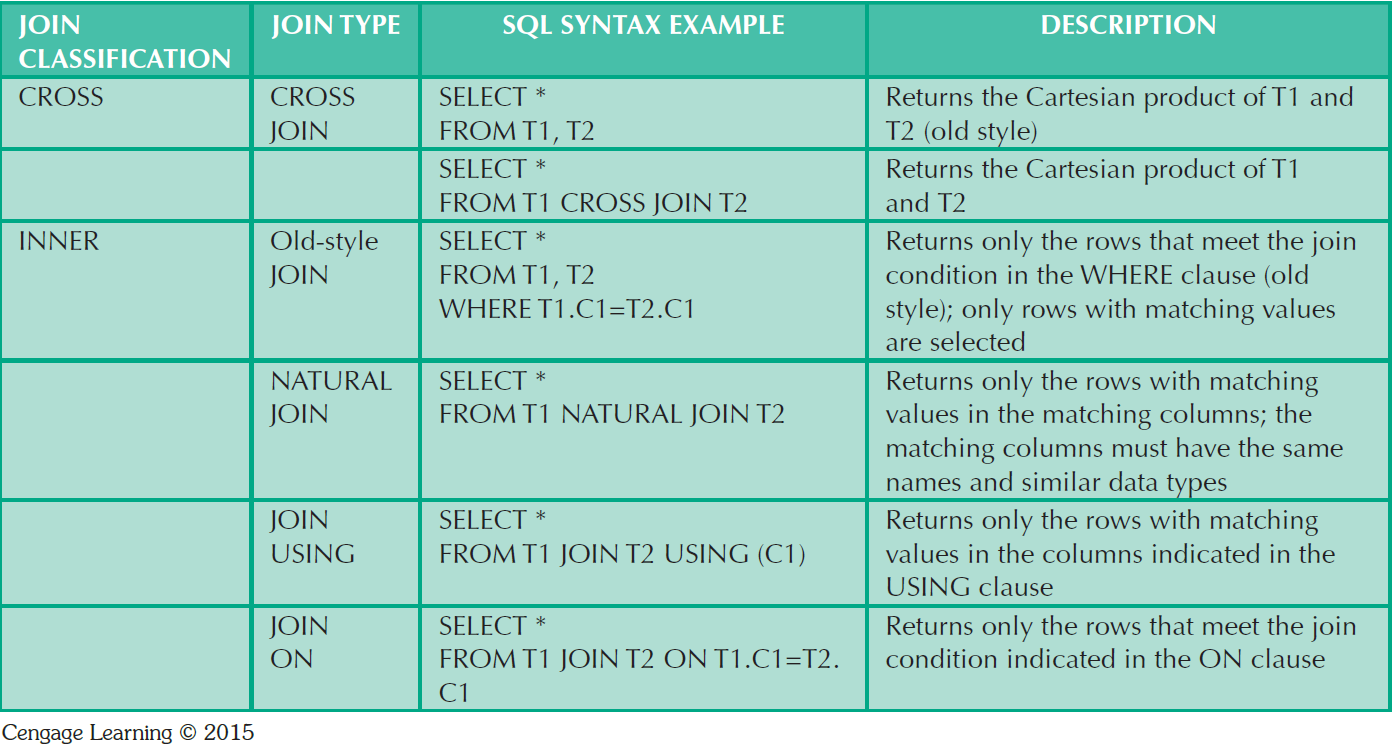 JOIN CLASSIFICATION
JOIN TYPE
SQL SYNTAX EXAMPLE
DESCRIPTION
CROSS
CROSS
JOIN
SELECT *
FROM T1, T2
Returns the Cartesian product of T1 and
T2 (old style)
SELECT *
FROM T1 CROSS JOIN T2
Returns the Cartesian product of T1
and T2
INNER
Old-style
JOIN
SELECT *
FROM T1, T2
WHERE T1.C1=T2.C1
Returns only the rows that meet the join
condition in the WHERE clause (old
style); only rows with matching values
are selected
NATURAL
JOIN
SELECT *
FROM T1 NATURAL JOIN T2
Returns only the rows with matching
values in the matching columns; the
matching columns must have the same
names and similar data types
JOIN
USING
SELECT *
FROM T1 JOIN T2 USING (C1)
Returns only the rows with matching
values in the columns indicated in the
USING clause
JOIN
ON
SELECT *
FROM T1 JOIN T2 ON T1.C1=T2.
C1
Returns only the rows that meet the join
condition indicated in the ON clause
Cengage Learning © 2015